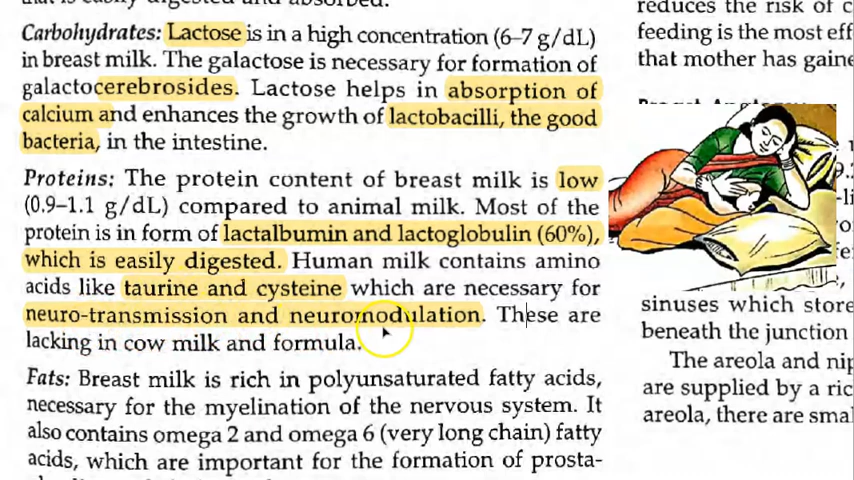 that is easily digested and absorbed.
Carbohydrates: Lactose is in a high concentration (6–7 g/dL)
in breast milk. The galactose is necessary for formation of
galactocerebrosides. Lactose helps in absorption of
calcium and enhances the growth of lactobacilli, the good
bacteria, in the intestine.
Proteins: The protein content of breast milk is low
(0.9–1.1 g/dL) compared to animal milk. Most of the
protein is in form of lactalbumin and lactoglobulin (60%),
which is easily digested. Human milk contains amino
acids like taurine and cysteine which are necessary for
neuro-transmission and neuromodulation. These are
lacking in cow milk and formula.
Fats: Breast milk is rich in polyunsaturated fatty acids,
necessary for the myelination of the nervous system. It
also contains omega 2 and omega 6 (very long chain) fatty
acids, which are important for the formation of prosta-
reduces the risk of
feeding is the most
that mother has
sinuses which store
beneath the junction
The areola and
are supplied by a
areola, there are